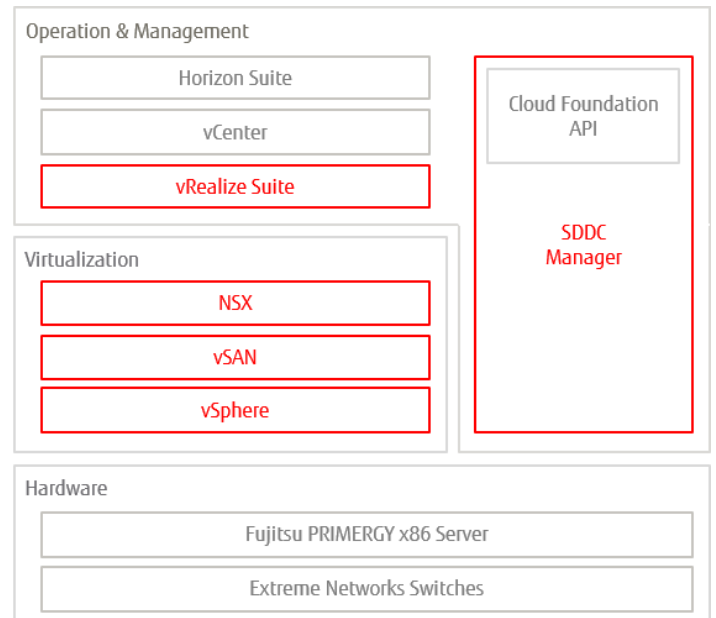 Operation & Management
Horizon Suite
vCenter
vRealize Suite
Cloud Foundation
API
SDDC
Manager
Virtualization
NSX
vSAN
vSphere
Hardware
Fujitsu PRIMERGY x86 Server
Extreme Networks Switches